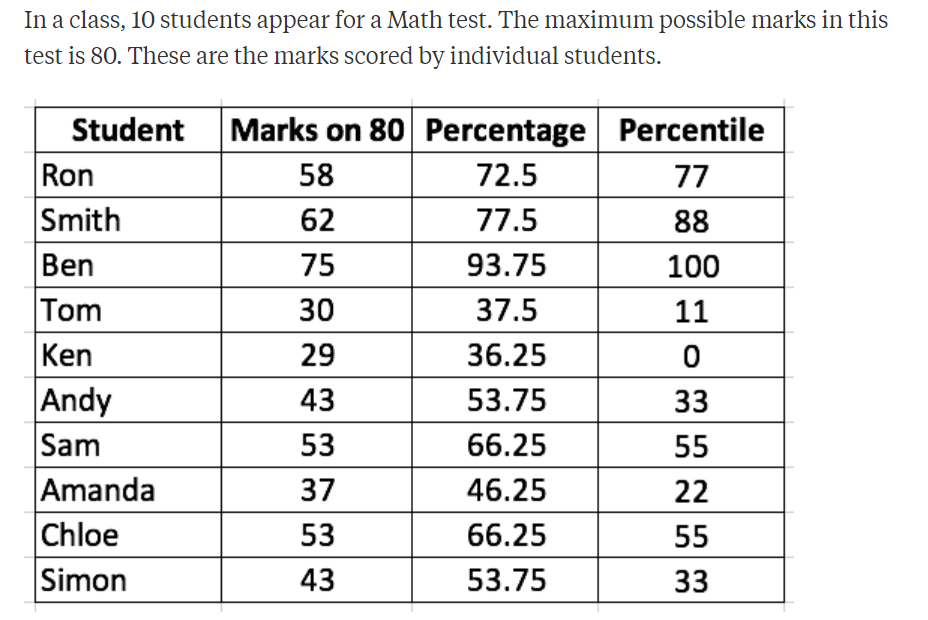 In a class, 10 students appear for a Math test. The maximum possible marks in this
test is 80. These are the marks scored by individual students.
Student Marks on 80 Percentage Percentile
Ron 58 72.5 77
Smith 62 77.5 88
Ben 75 93.75 100
Tom 30 37.5 11
Ken 29 36.25 0
Andy 43 53.75 33
Sam 53 66.25 55
Amanda 37 46.25 22
Chloe 53 66.25 55
Simon 43 53.75 33